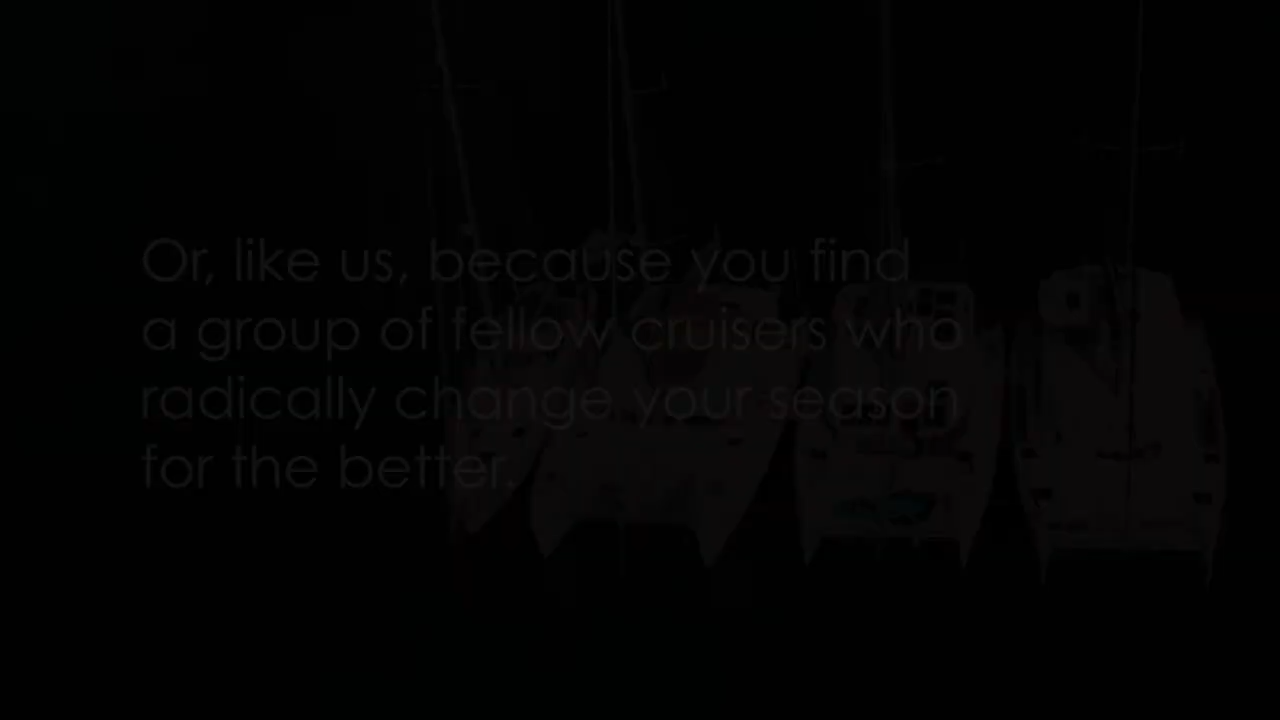 Or, like us, because you find
a group of fellow cruisers who
radically change your season
for the better.